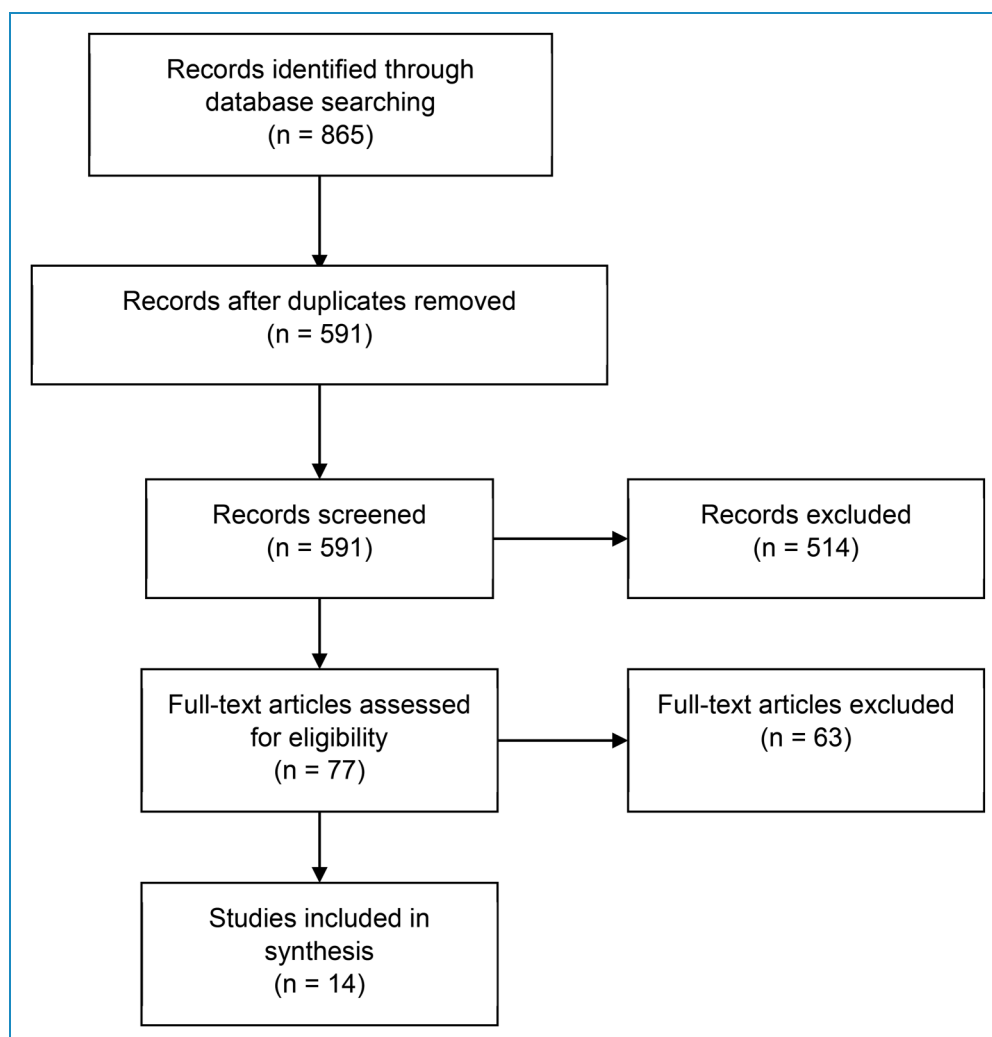 Records identified through
database searching
(n = 865)
Records after duplicates removed
(n = 591)
Records screened
(n = 591)
Records excluded
(n = 514)
Full-text articles assessed
for eligibility
(n = 77)
Full-text articles excluded
(n = 63)
Studies included in
synthesis
(n = 14)